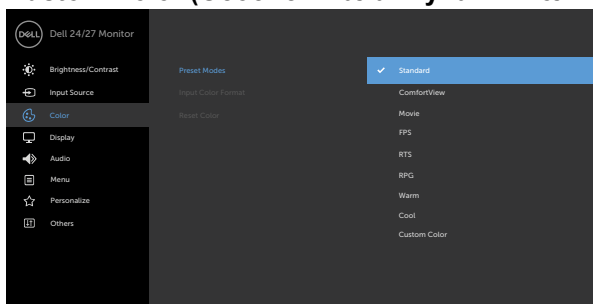 DELL
Dell 24/27 Monitor
Brightness/Contrast
Input Source
Color
Display
Audio
Menu
Personalize
Others
Preset Modes
Input Color Format
Reset Color
Standard
ComfortView
Movie
FPS
RTS
RPG
Warm
Cool
Custom Color